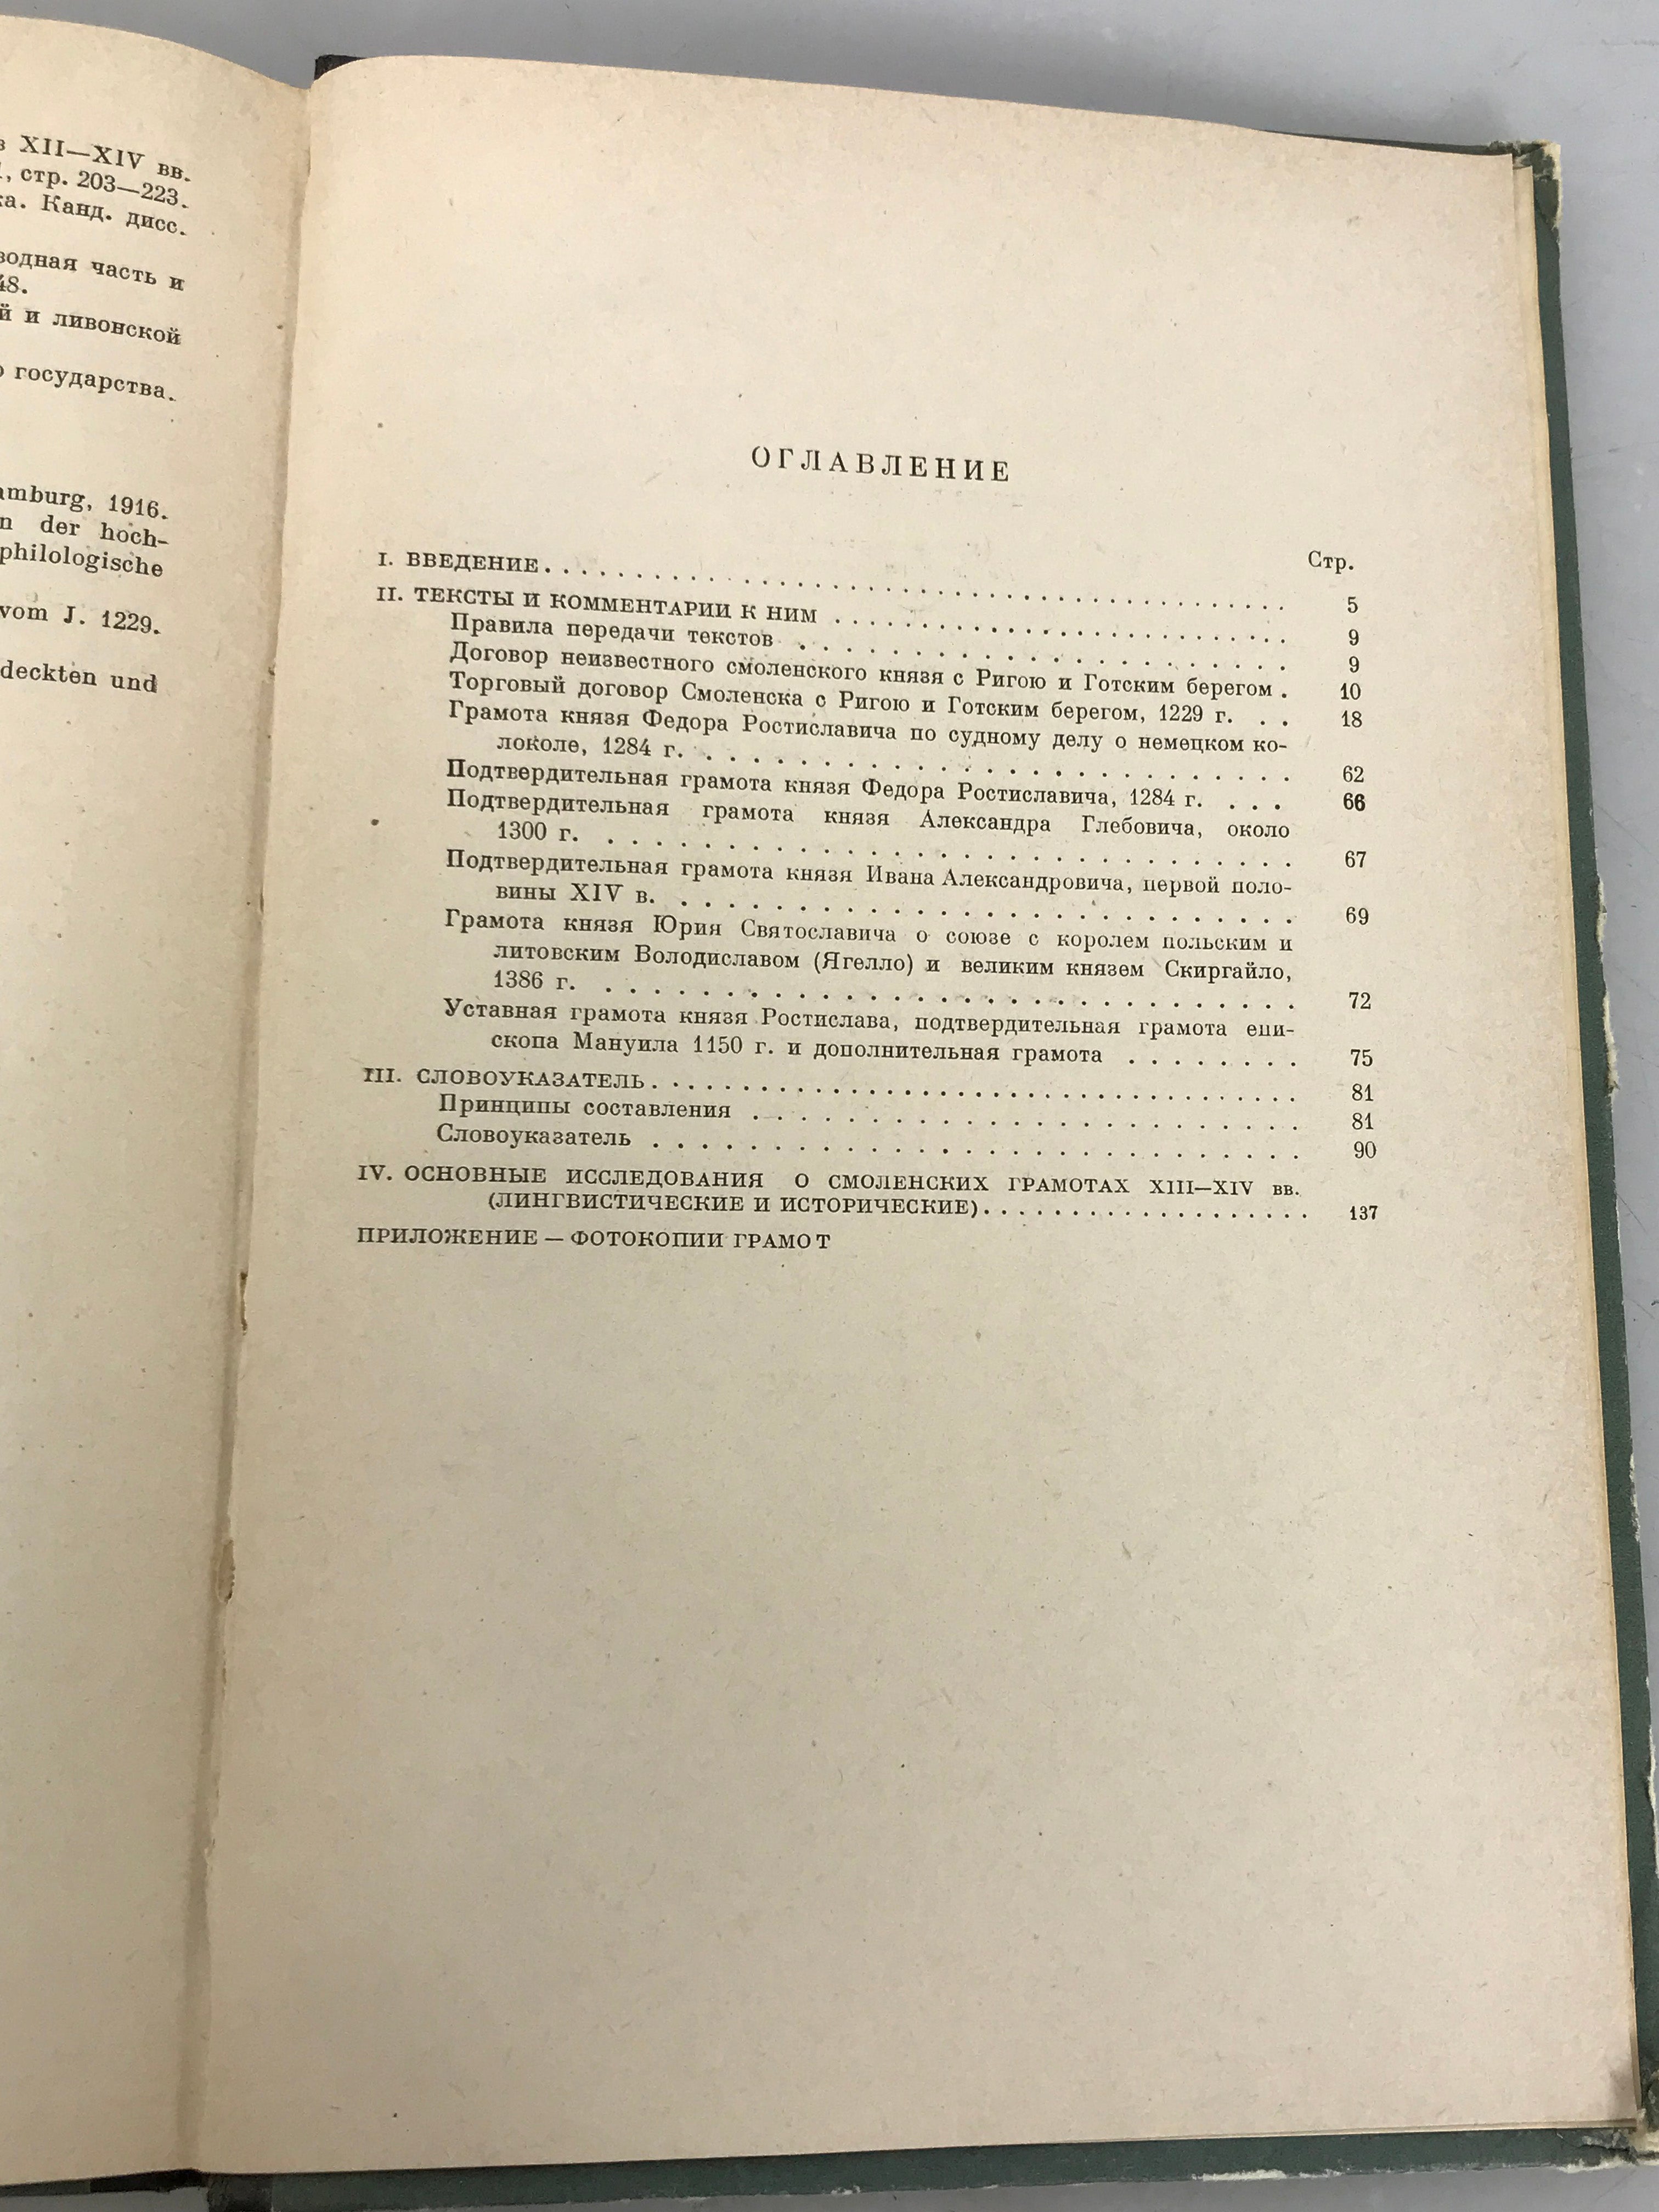 XII—XIV вв.
стр. 203—223.
Канд. дисс.
часть и
48.
и ливонской
государства.
1916.
der hoch-
philologische
vom J. 1229.
deckten und
ОГЛАВЛЕНИЕ
Стр.
I. ВВЕДЕНИЕ. . . . . . . . . . . . . . . . . . . . . . . . . . . . . . 5
II. ТЕКСТЫ И КОММЕНТАРИИ К НИМ . . . . . . . . . . . . . . . . . . 9
Правила передачи текстов . . . . . . . . . . . . . . . . . . 9
Договор неизвестного смоленского князя с Ригою и Готским берегом . 10
Торговый договор Смоленска с Ригою и Готским берегом, 1229 г. . . 18
Грамота князя Федора Ростиславича по судному делу о немецком ко-
локоле, 1284 г. . . . . . . . . . . . . . . . . . . . . . . 62
Подтвердительная грамота князя Федора Ростиславича, 1284 г. . . . 66
Подтвердительная грамота князя Александра Глебовича, около
1300 г. . . . . . . . . . . . . . . . . . . . . . . . . . . 67
Подтвердительная грамота князя Ивана Александровича, первой поло-
вины XIV в. . . . . . . . . . . . . . . . . . . . . . . . . 69
Грамота князя Юрия Святославича о союзе с королем польским и
литовским Володиславом (Ягелло) и великим князем Скиргайло,
1386 г. . . . . . . . . . . . . . . . . . . . . . . . . . . 72
Уставная грамота князя Ростислава, подтвердительная грамота епи-
скопа Мануила 1150 г. и дополнительная грамота . . . . . . . . 75
III. СЛОВОУКАЗАТЕЛЬ. . . . . . . . . . . . . . . . . . . . . . . . . 81
Принципы составления . . . . . . . . . . . . . . . . . . . . 81
Словоуказатель . . . . . . . . . . . . . . . . . . . . . . . 90
IV. ОСНОВНЫЕ ИССЛЕДОВАНИЯ О СМОЛЕНСКИХ ГРАМОТАХ XIII—XIV вв.
(ЛИНГВИСТИЧЕСКИЕ И ИСТОРИЧЕСКИЕ). . . . . . . . . . . . . . . 137
ПРИЛОЖЕНИЕ — ФОТОКОПИИ ГРАМОТ